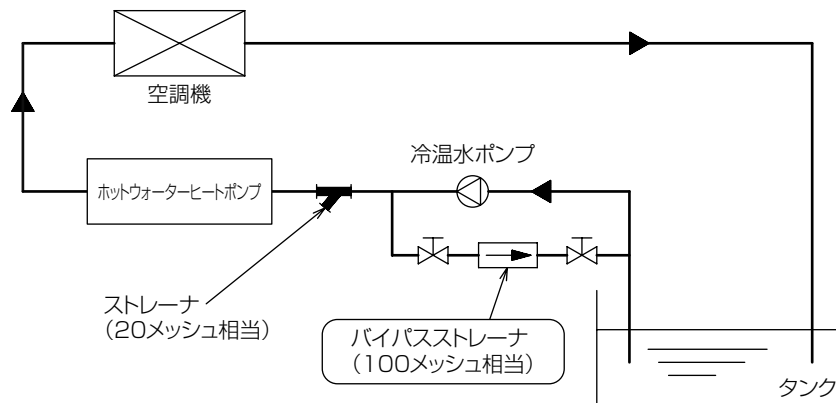 空調機
冷温水ポンプ
ホットウォーターヒートポンプ
ストレーナ
（20メッシュ相当）
バイパスストレーナ
（100メッシュ相当）
タンク